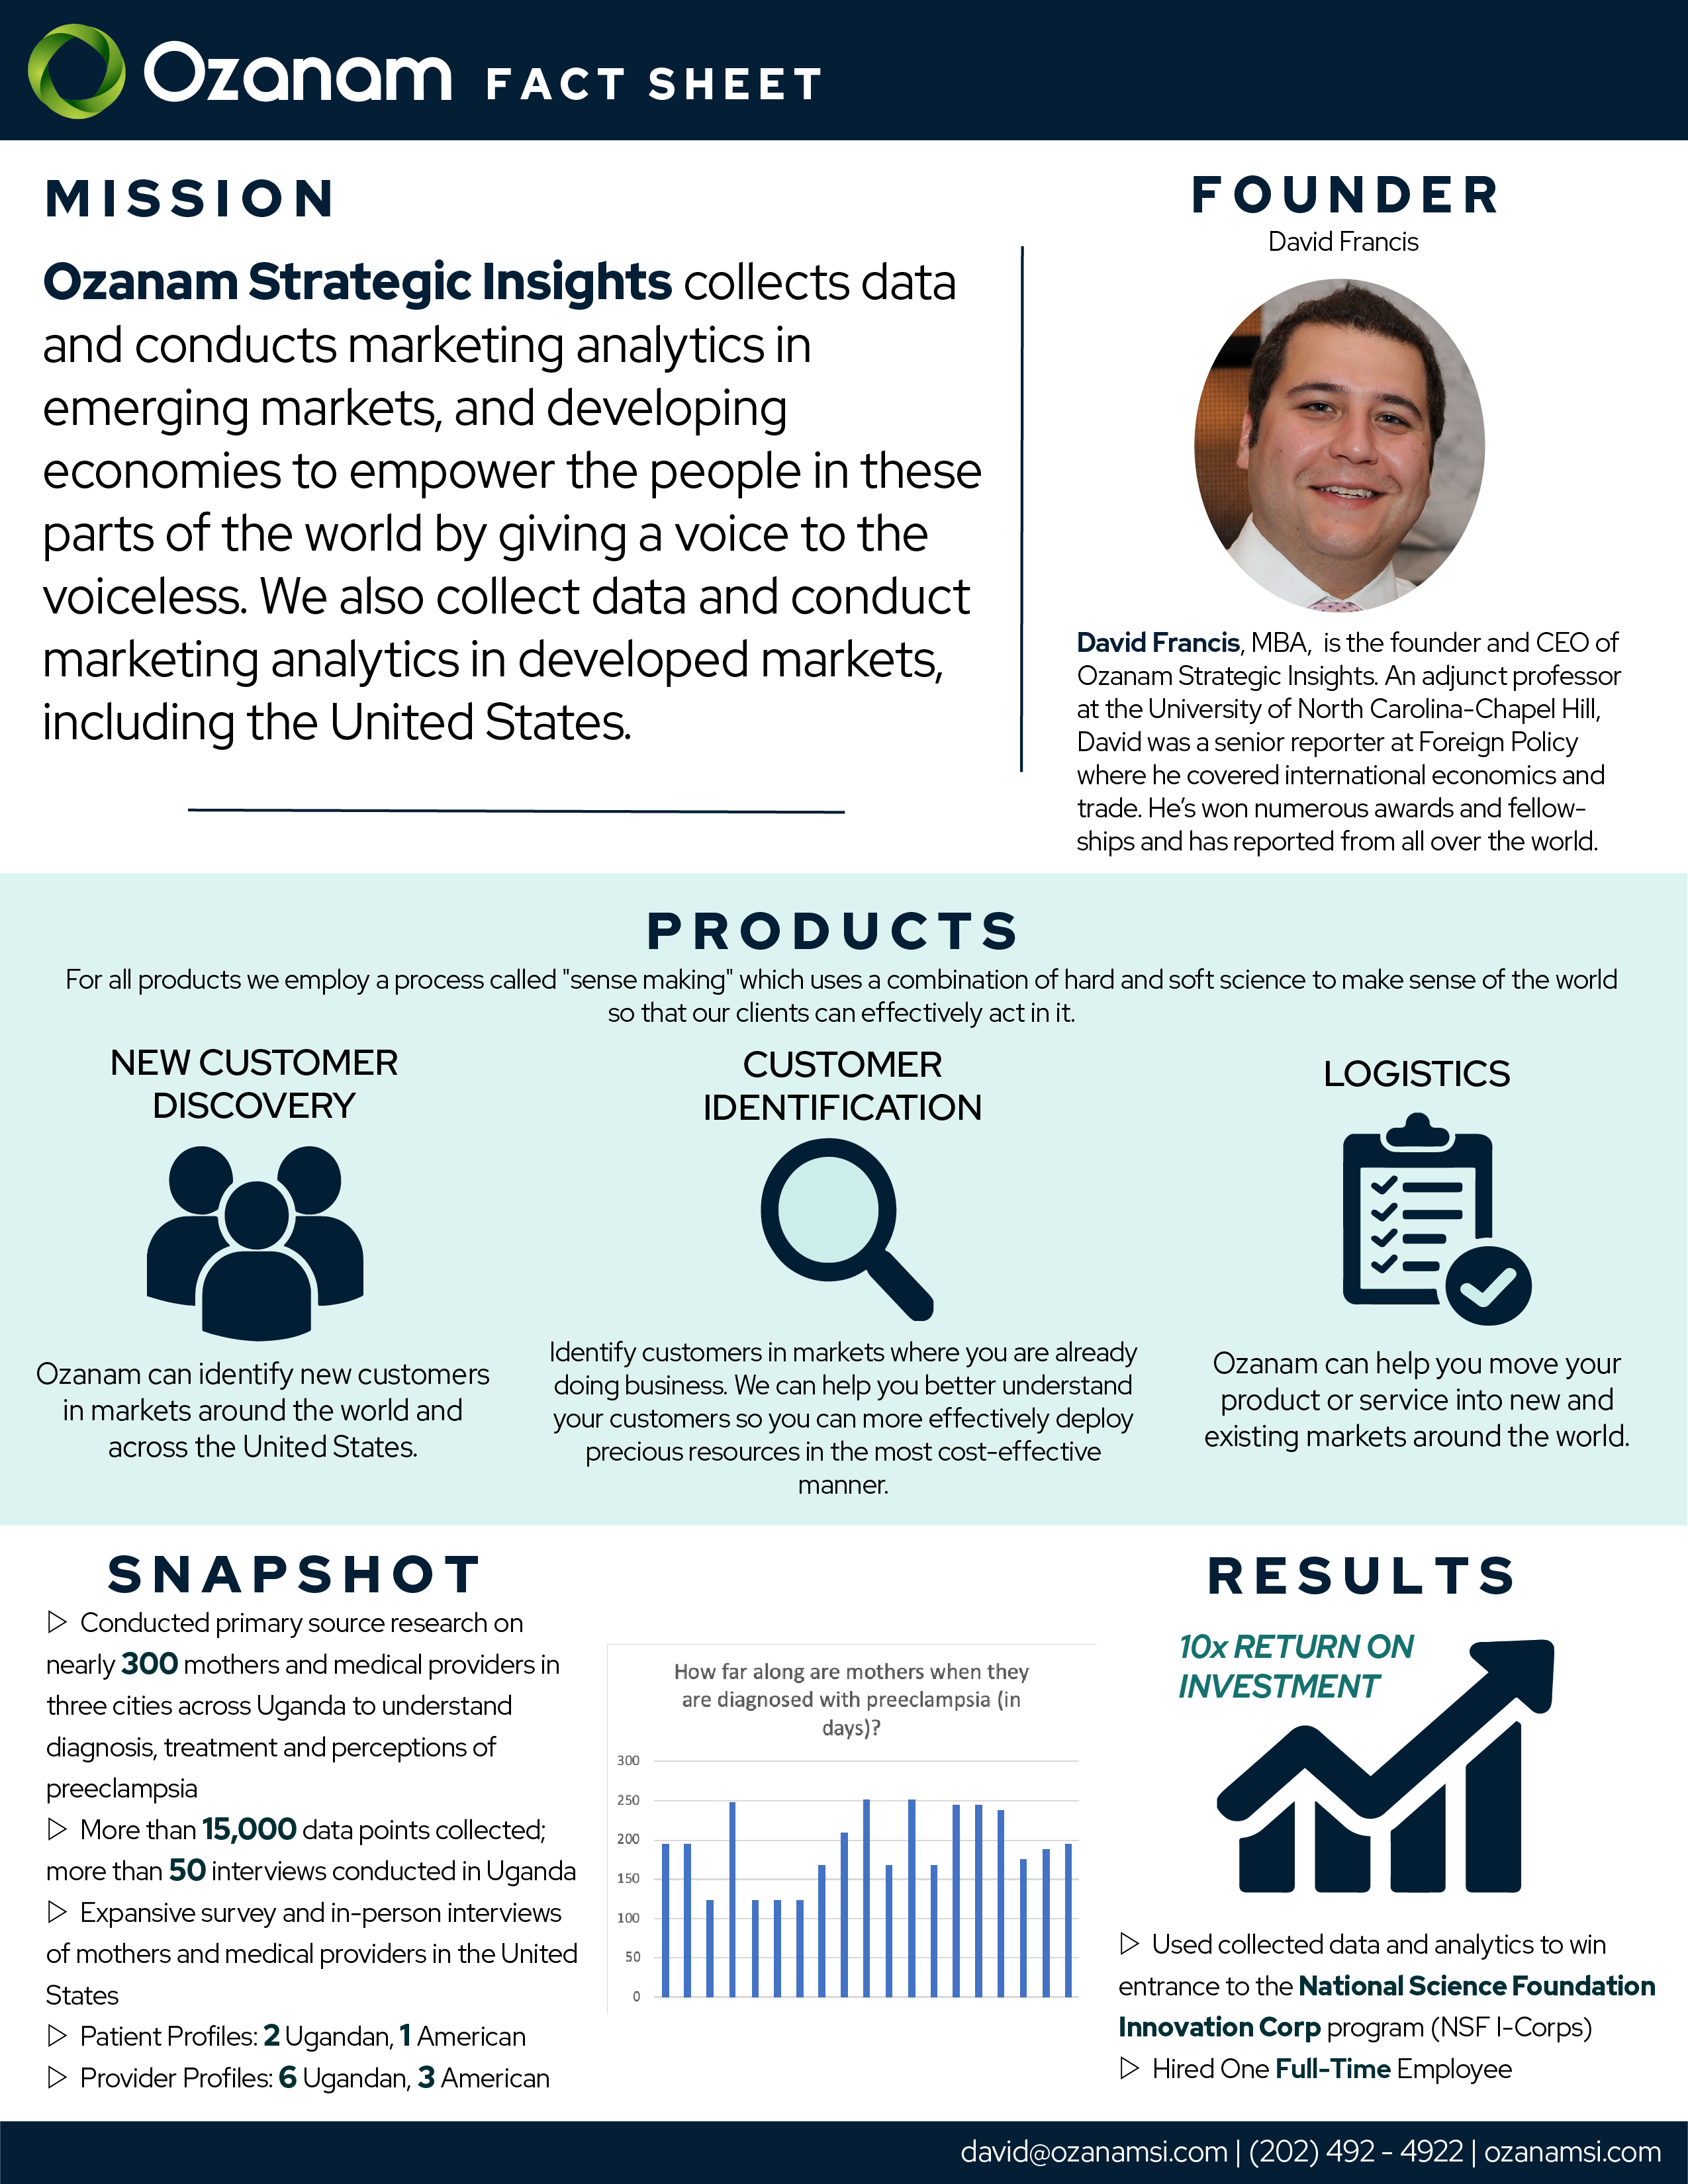 Ozanam FACT SHEET
MISSION
Ozanam Strategic Insights collects data
and conducts marketing analytics in
emerging markets, and developing
economies to empower the people in these
parts of the world by giving a voice to the
voiceless. We also collect data and conduct
marketing analytics in developed markets,
including the United States.
FOUNDER
David Francis
David Francis, MBA,  is the founder and CEO of
Ozanam Strategic Insights. An adjunct professor
at the University of North Carolina-Chapel Hill,
David was a senior reporter at Foreign Policy
where he covered international economics and
trade. He’s won numerous awards and fellow-
ships and has reported from all over the world.
PRODUCTS
For all products we employ a process called "sense making" which uses a combination of hard and soft science to make sense of the world
so that our clients can effectively act in it.
NEW CUSTOMER
DISCOVERY
Ozanam can identify new customers
in markets around the world and
across the United States.
CUSTOMER
IDENTIFICATION
Identify customers in markets where you are already
doing business. We can help you better understand
your customers so you can more effectively deploy
precious resources in the most cost-effective
manner.
LOGISTICS
Ozanam can help you move your
product or service into new and
existing markets around the world.
SNAPSHOT
▷ Conducted primary source research on
nearly 300 mothers and medical providers in
three cities across Uganda to understand
diagnosis, treatment and perceptions of
preeclampsia
▷ More than 15,000 data points collected;
more than 50 interviews conducted in Uganda
▷ Expansive survey and in-person interviews
of mothers and medical providers in the United
States
▷ Patient Profiles: 2 Ugandan, 1 American
▷ Provider Profiles: 6 Ugandan, 3 American
How far along are mothers when they
are diagnosed with preeclampsia (in
days)?
300
250
200
150
100
50
0
RESULTS
10x RETURN ON
INVESTMENT
▷ Used collected data and analytics to win
entrance to the National Science Foundation
Innovation Corp program (NSF I-Corps)
▷ Hired One Full-Time Employee
david@ozanamsi.com | (202) 492 - 4922 | ozanamsi.com